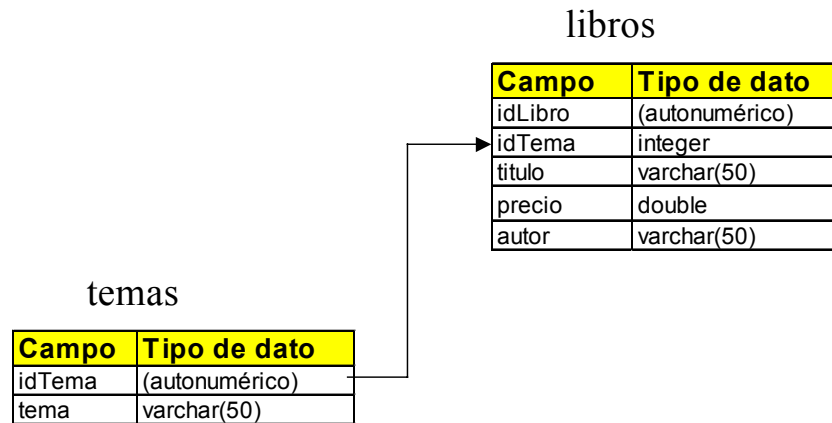 libros
Campo Tipo de dato
idLibro (autonumérico)
idTema integer
titulo varchar(50)
precio double
autor varchar(50)
temas
Campo Tipo de dato
idTema (autonumérico)
tema varchar(50)